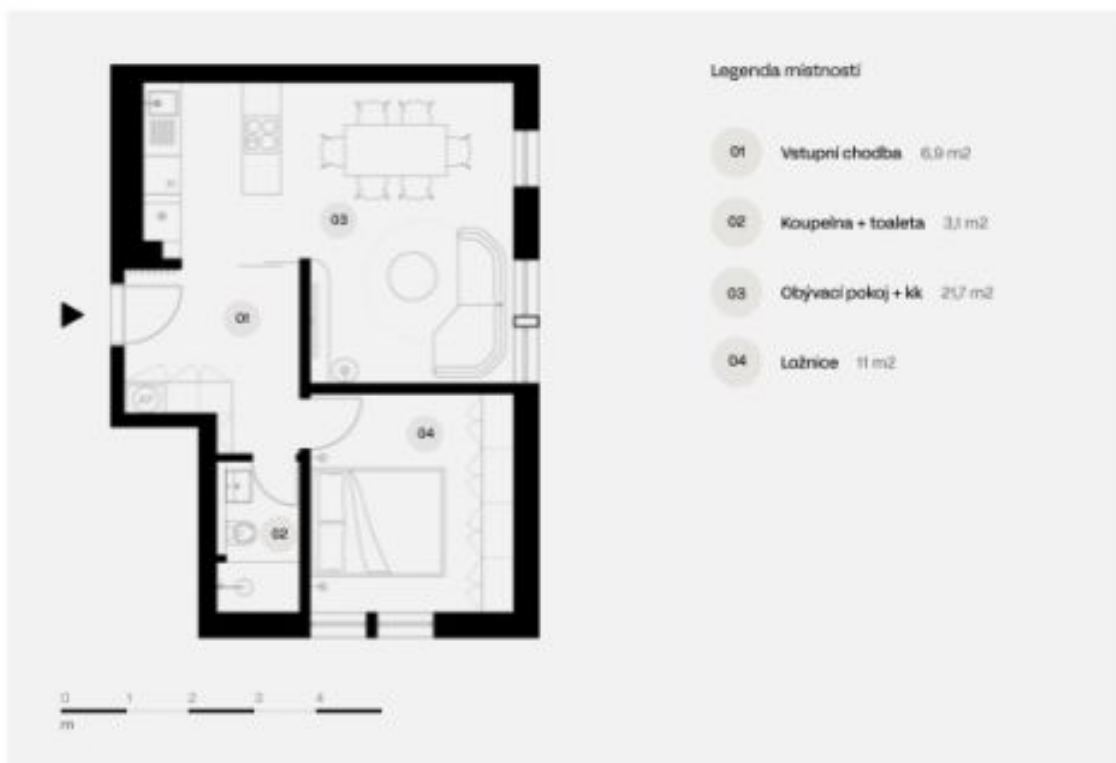 Legenda místností
01 Vstupní chodba 6,9 m2
02 Koupelna + toaleta 3,1 m2
03 Obývací pokoj + kk 21,7 m2
04 Ložnice 11 m2
03
01
04
02
0 1 2 3 4
m